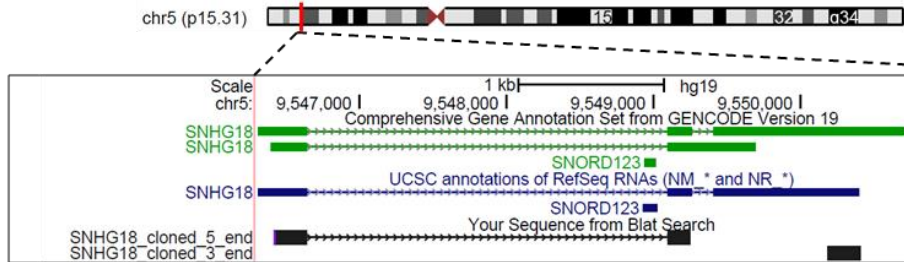 chr5 (p15.31) 15 32 q34
Scale 1 kb hg19
chr5: 9,547,000 9,548,000 9,549,000 9,550,000
Comprehensive Gene Annotation Set from GENCODE Version 19
SNHG18
SNHG18
SNORD123
UCSC annotations of RefSeq RNAs (NM_* and NR_*)
SNHG18
SNORD123
Your Sequence from Blat Search
SNHG18_cloned_5_end
SNHG18_cloned_3_end